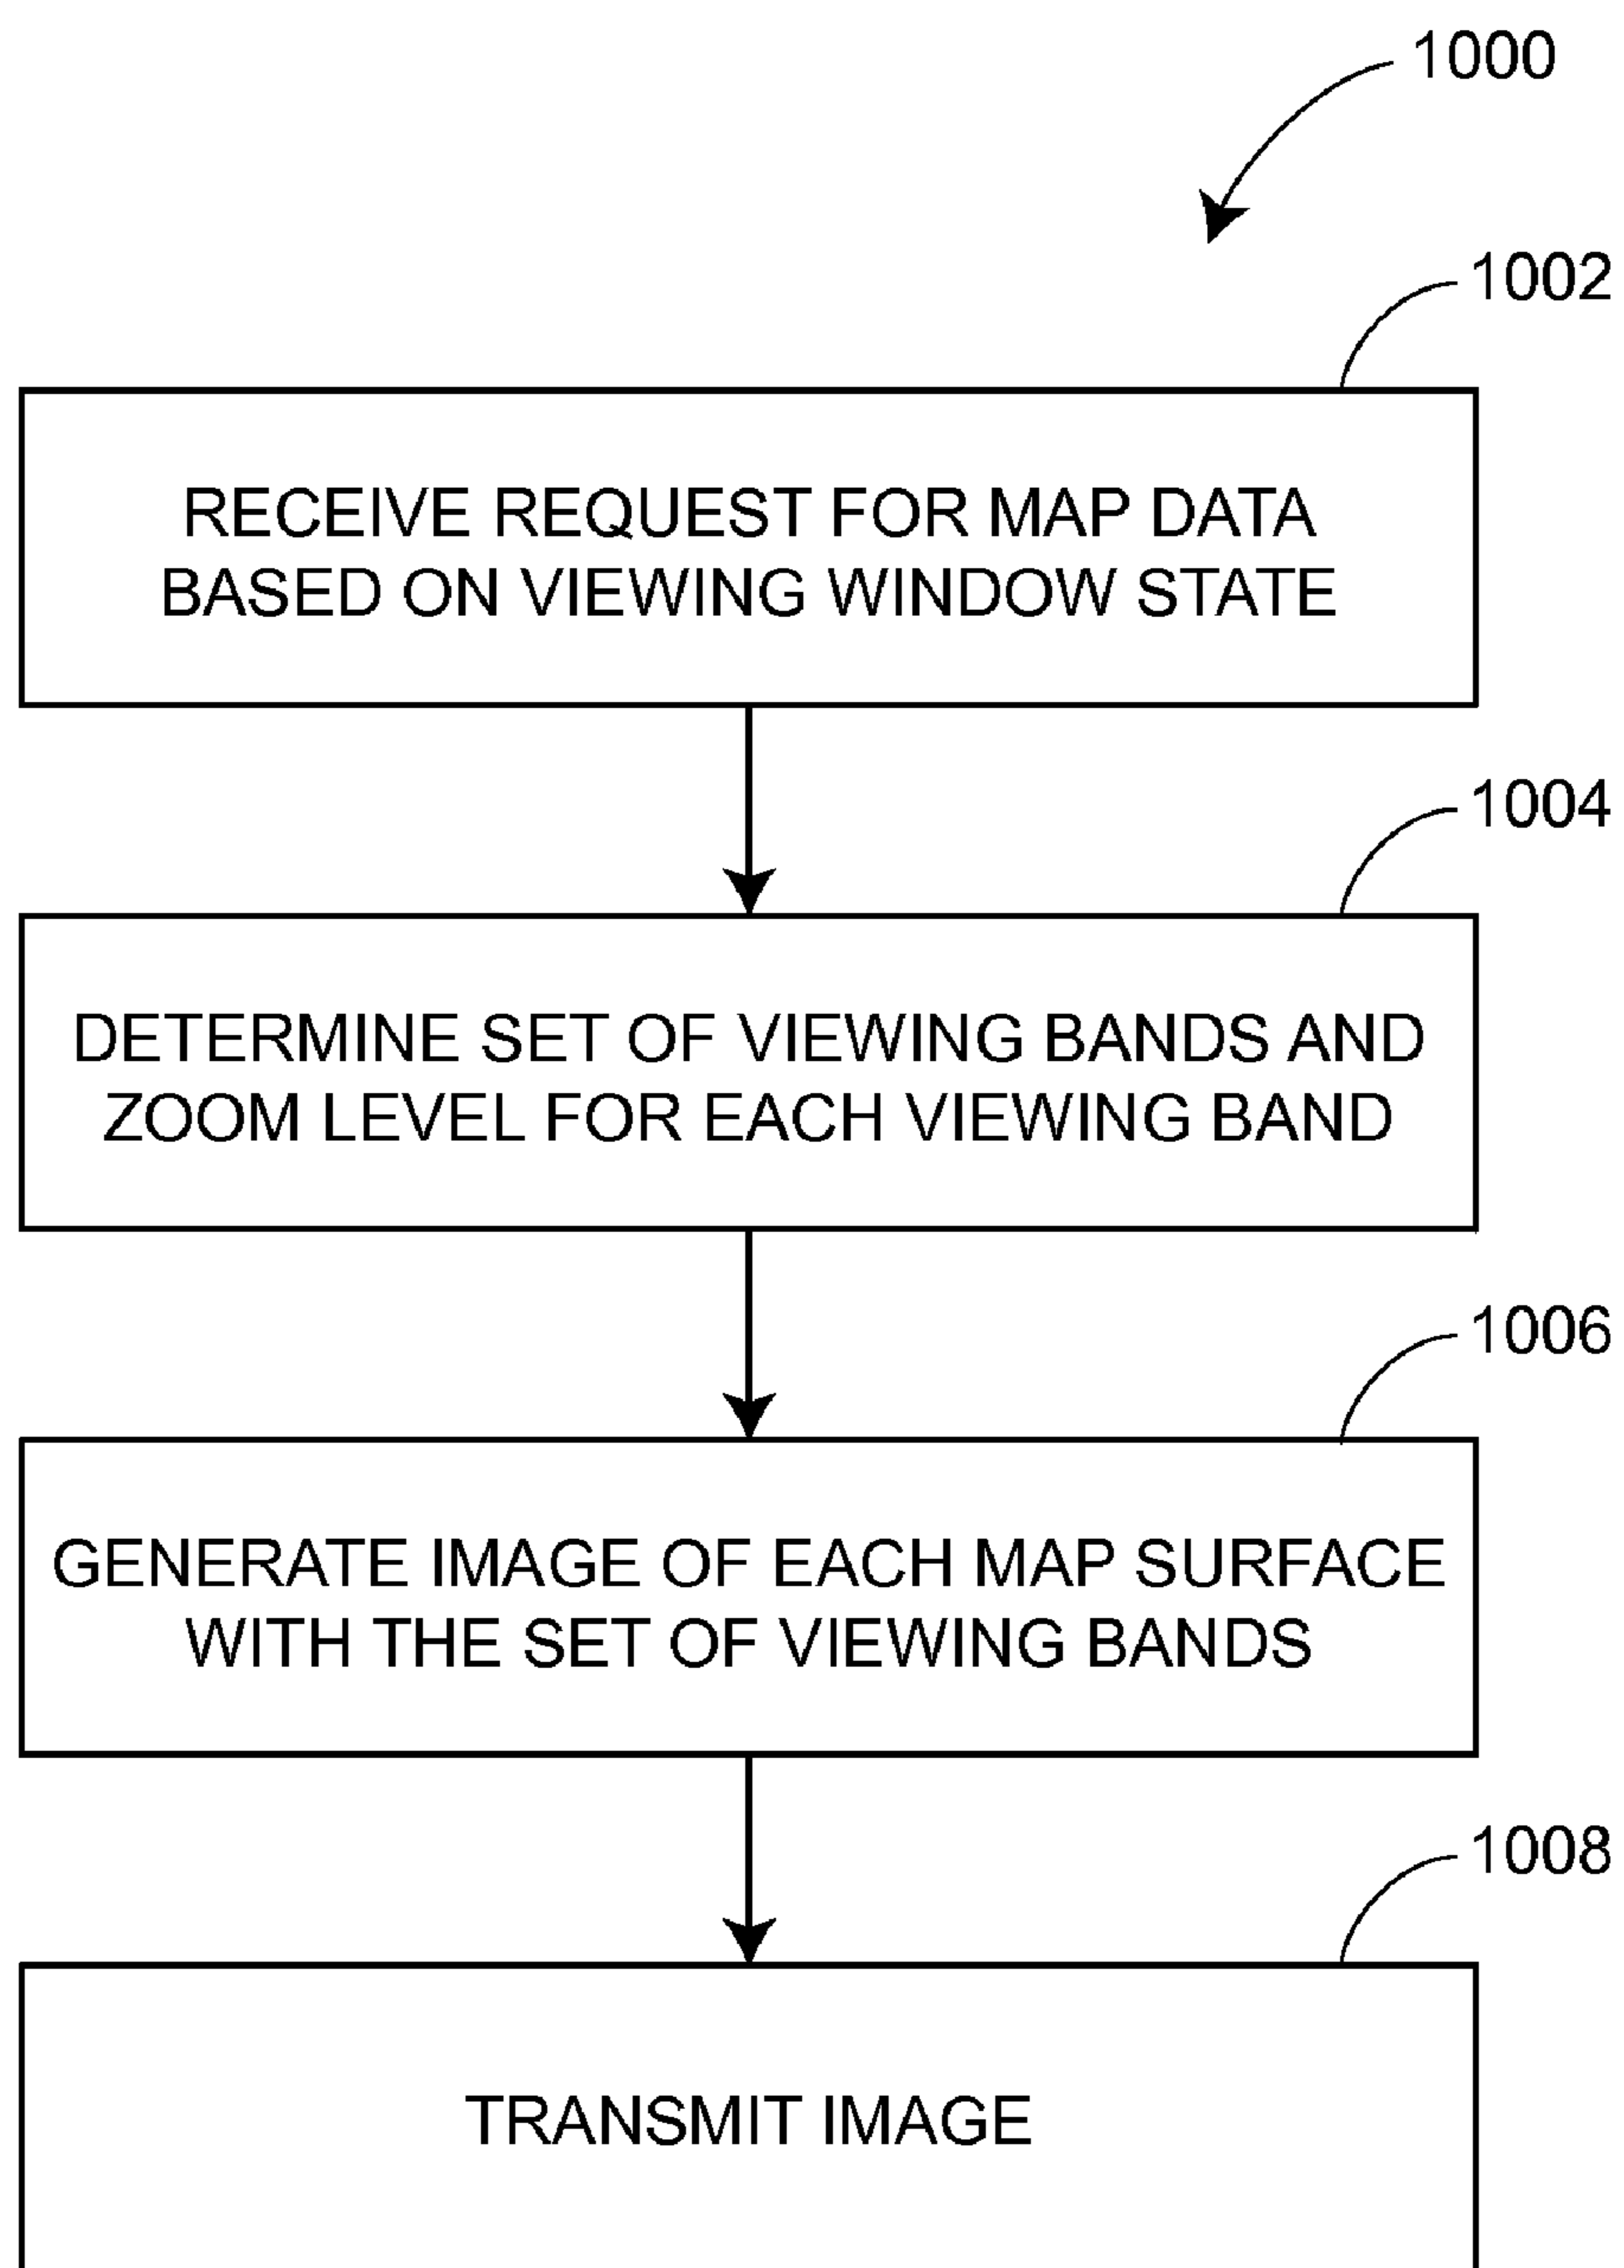 1000
1002
RECEIVE REQUEST FOR MAP DATA
BASED ON VIEWING WINDOW STATE
1004
DETERMINE SET OF VIEWING BANDS AND
ZOOM LEVEL FOR EACH VIEWING BAND
1006
GENERATE IMAGE OF EACH MAP SURFACE
WITH THE SET OF VIEWING BANDS
1008
TRANSMIT IMAGE